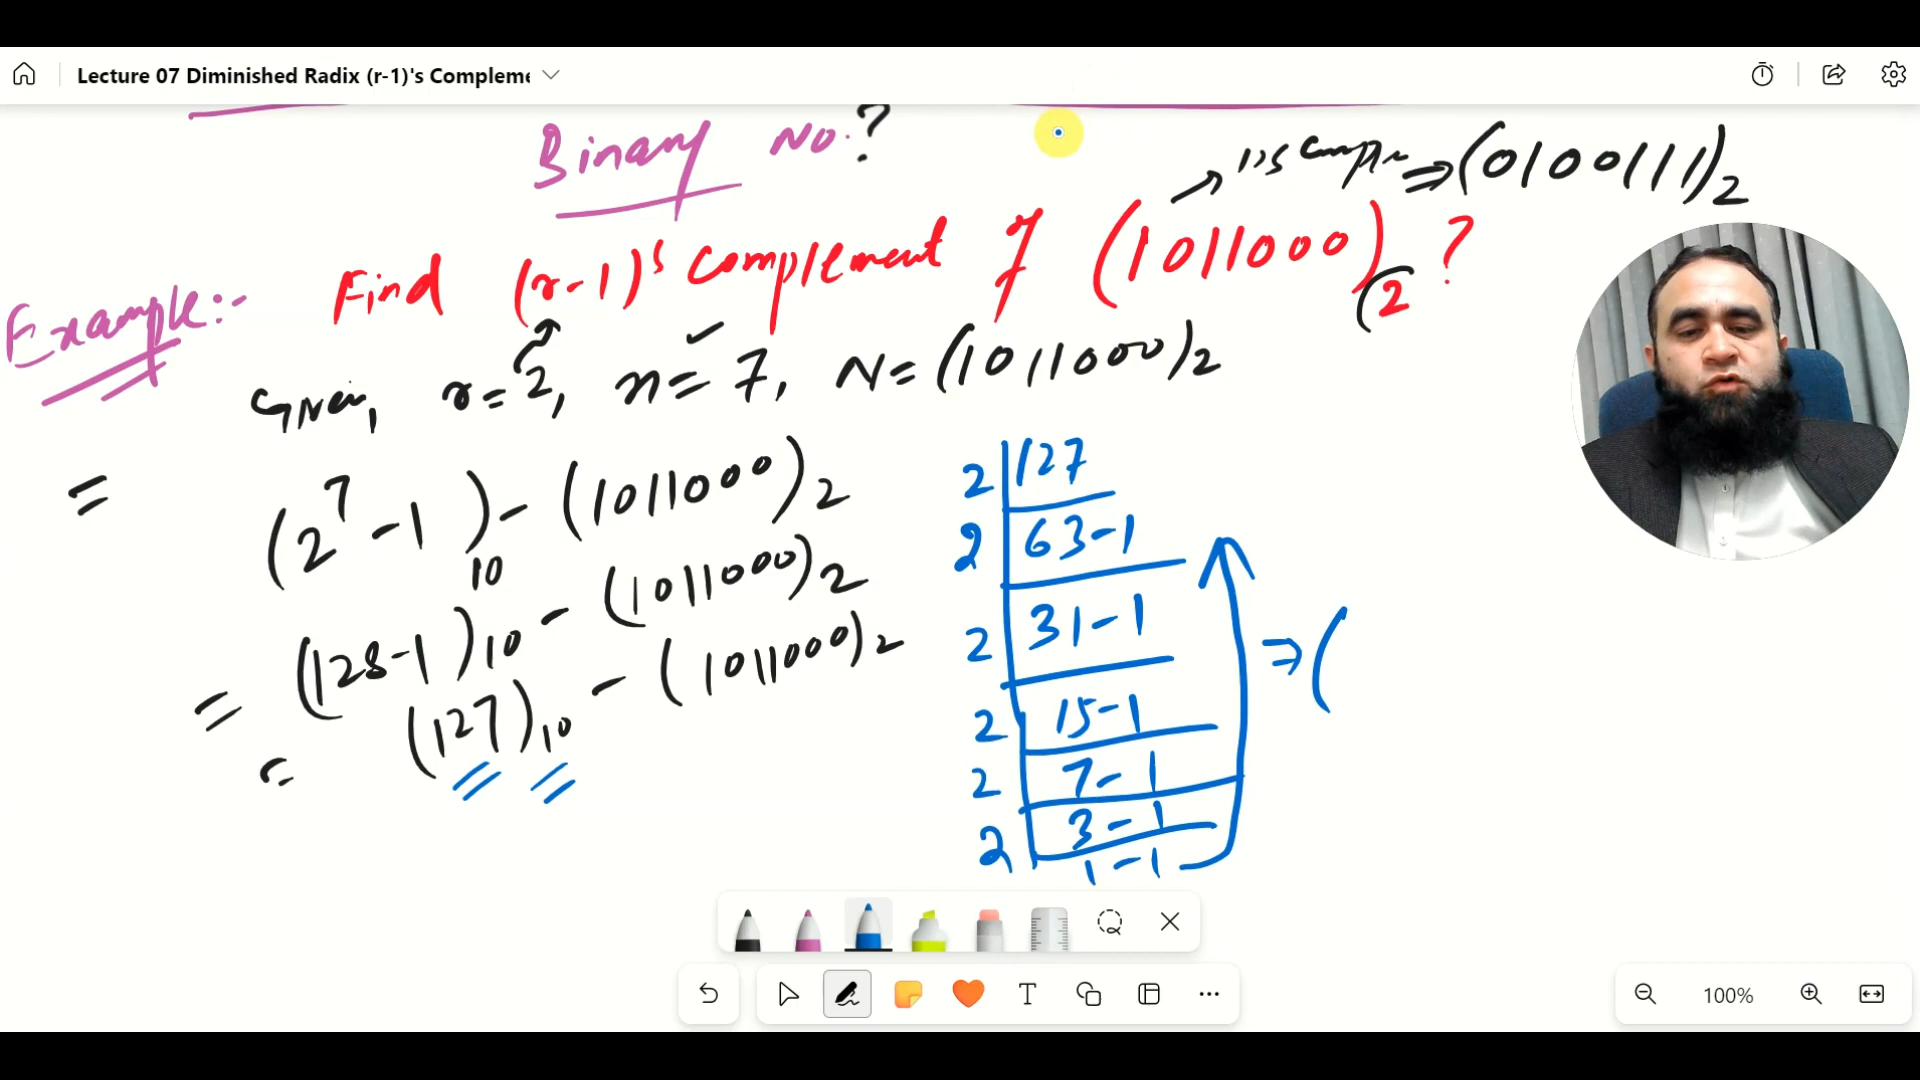 Lecture 07 Diminished Radix (r-1)'s Compleme
Binary No.?
→ 1's Comple ⇒ (0100111)2
Example:- Find (r-1)'s complement of (1011000)2 ?
Given, r=2, n=7, N=(1011000)2
= (2^7 -1)10 - (1011000)2
= (128-1)10 - (1011000)2
= (127)10 - (1011000)2
2 | 127
2 | 63-1
2 | 31-1
2 | 15-1
2 | 7-1
2 | 3-1
1-1
⇒ (
T
100%